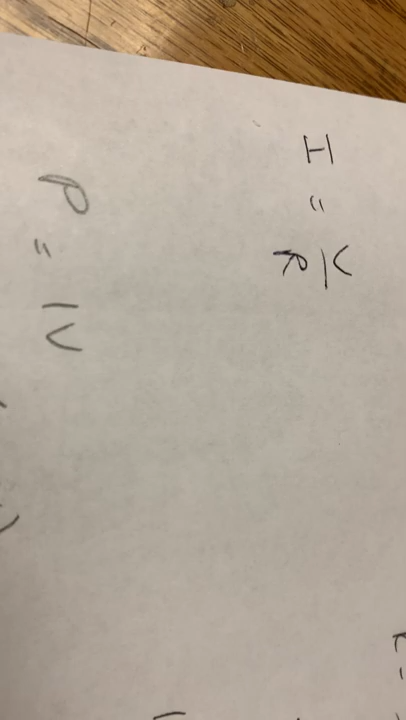 I = V/R
P = IV